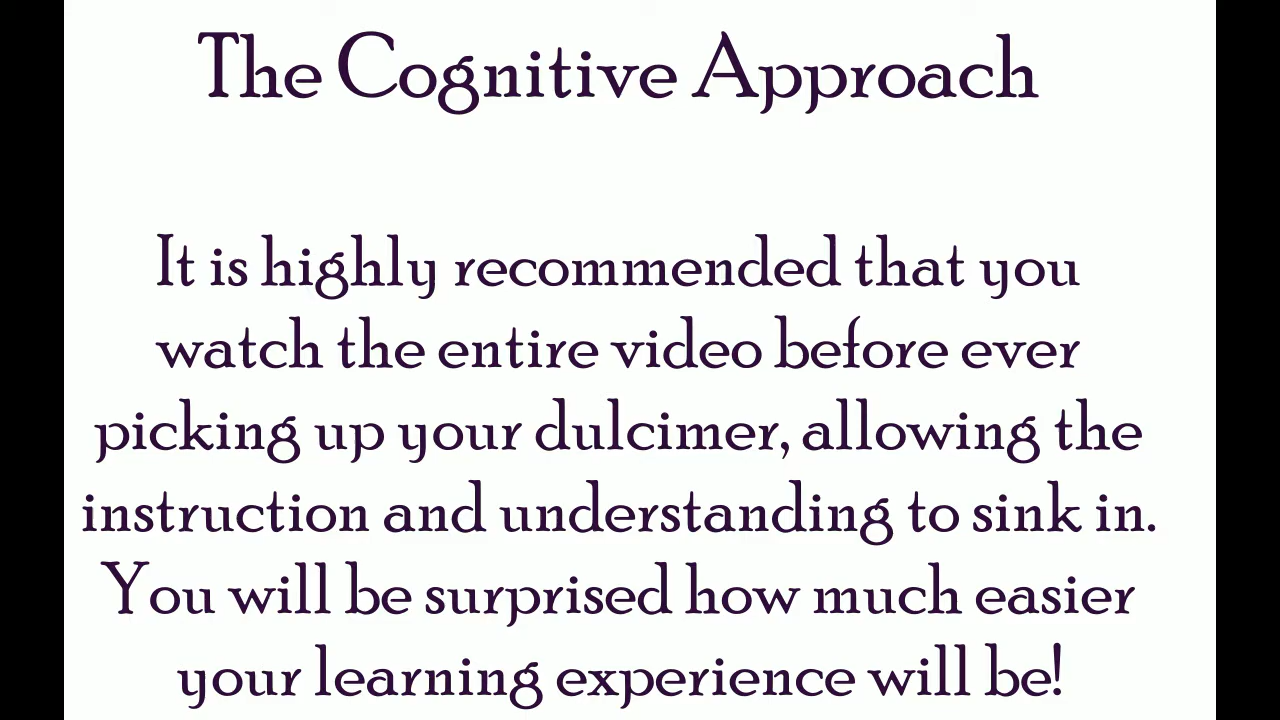 The Cognitive Approach
It is highly recommended that you
watch the entire video before ever
picking up your dulcimer, allowing the
instruction and understanding to sink in.
You will be surprised how much easier
your learning experience will be!